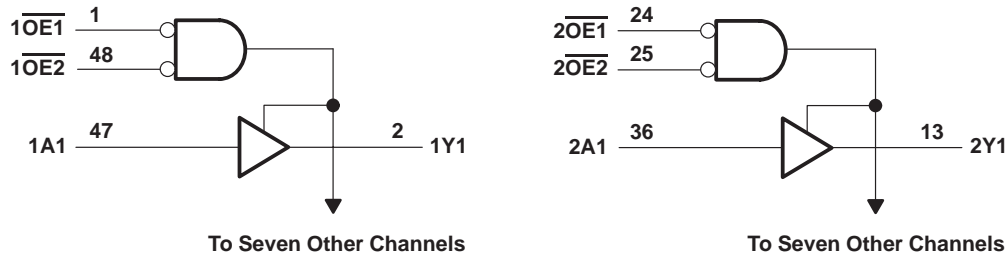 1OE1 1
1OE2 48
1A1 47 2 1Y1
To Seven Other Channels
2OE1 24
2OE2 25
2A1 36 13 2Y1
To Seven Other Channels